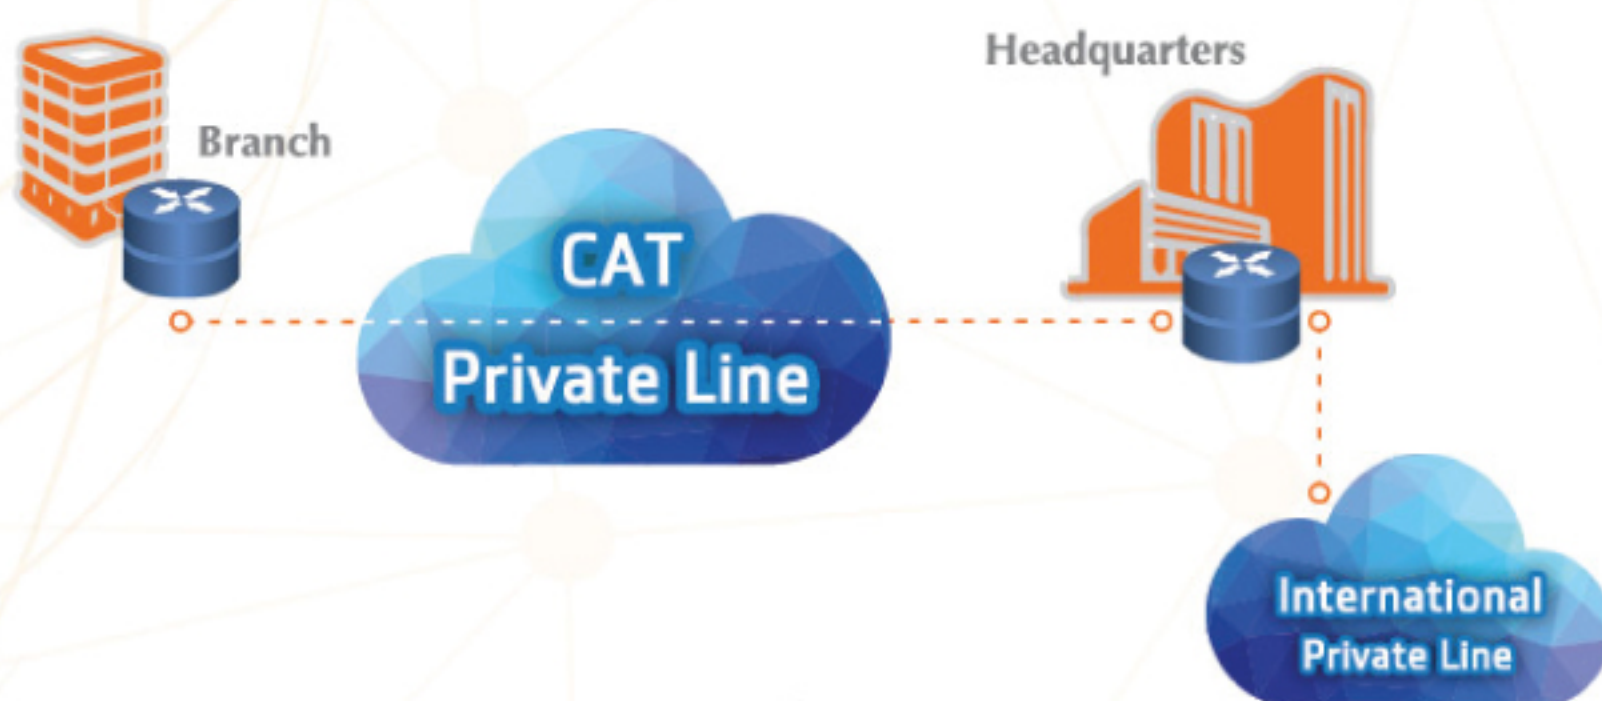 Headquarters
Branch
CAT
Private Line
International
Private Line